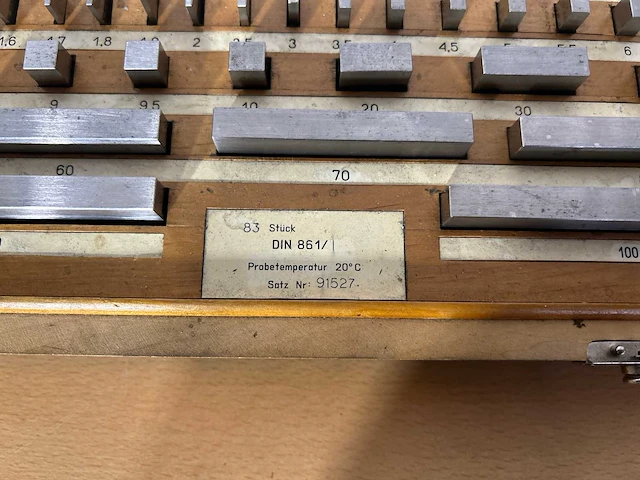 1,6 1,7 1,8 1,9 2 2,5 3 3,5 4 4,5 5 5,5 6
9 9,5 10 20 30
60 70
100
83 Stück
DIN 861/
Probetemperatur 20°C
Satz Nr: 91527.